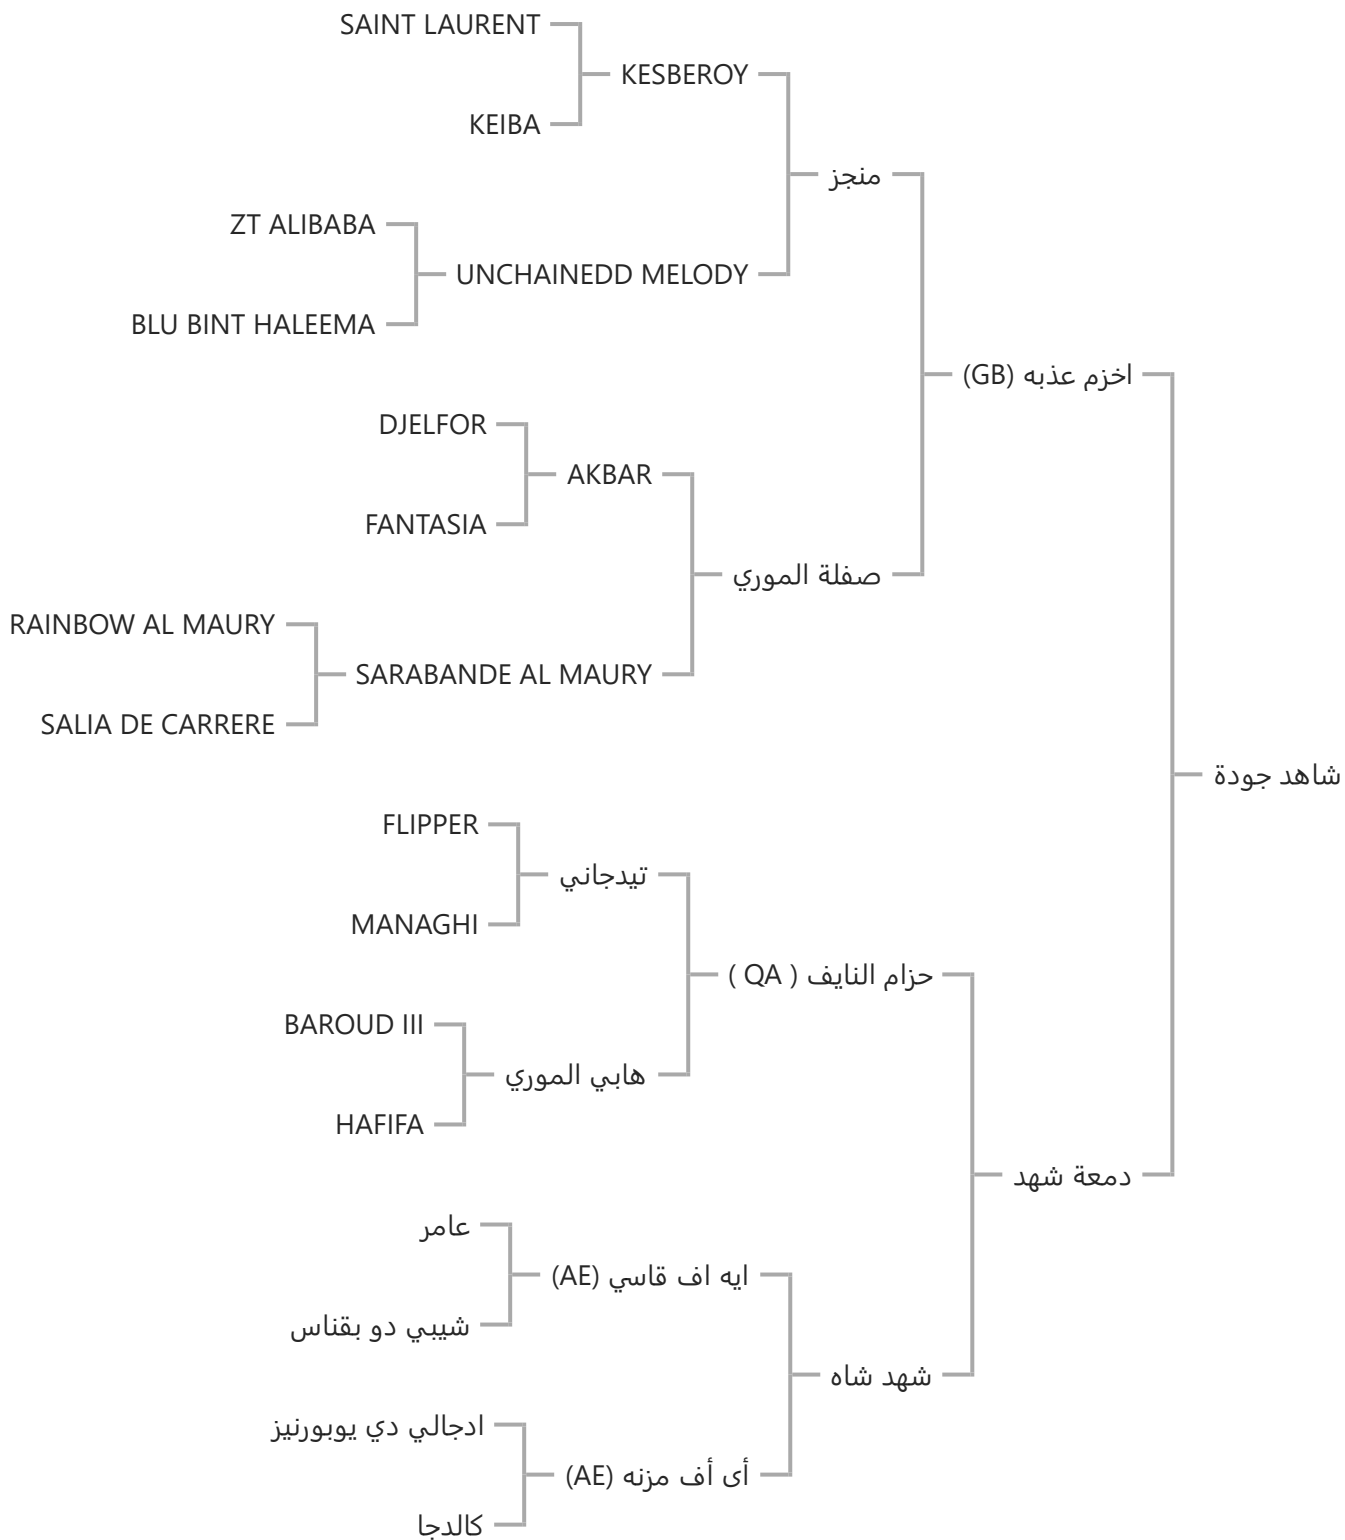 SAINT LAURENT
KESBEROY
KEIBA
منجز
ZT ALIBABA
UNCHAINEDD MELODY
BLU BINT HALEEMA
اخزم عذبه (GB)
DJELFOR
AKBAR
FANTASIA
صفلة الموري
RAINBOW AL MAURY
SARABANDE AL MAURY
SALIA DE CARRERE
شاهد جودة
FLIPPER
تيدجاني
MANAGHI
حزام النايف ( QA )
BAROUD III
هابي الموري
HAFIFA
دمعة شهد
عامر
ايه اف قاسي (AE)
شيبي دو بقناس
شهد شاه
ادجالي دي يوبورنيز
أى أف مزنه (AE)
كالدجا